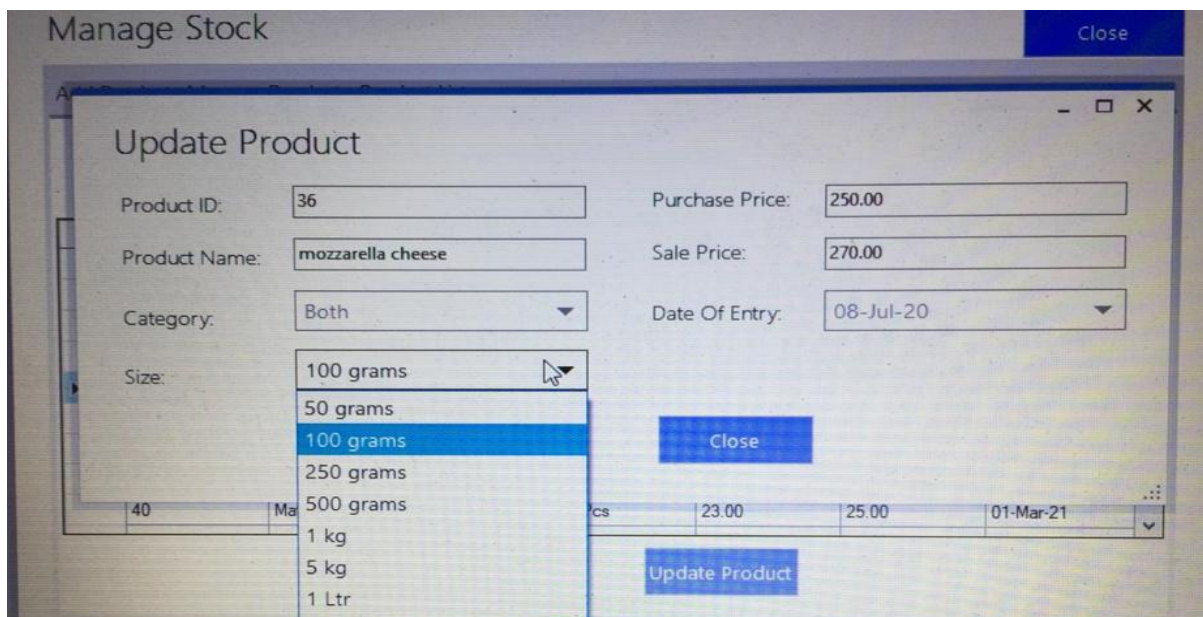 Manage Stock
Close
Update Product
Product ID: 36
Purchase Price: 250.00
Product Name: mozzarella cheese
Sale Price: 270.00
Category: Both
Date Of Entry: 08-Jul-20
Size: 100 grams
50 grams
100 grams
Close
250 grams
500 grams
40 23.00 25.00 01-Mar-21
1 kg
5 kg
Update Product
1 Ltr